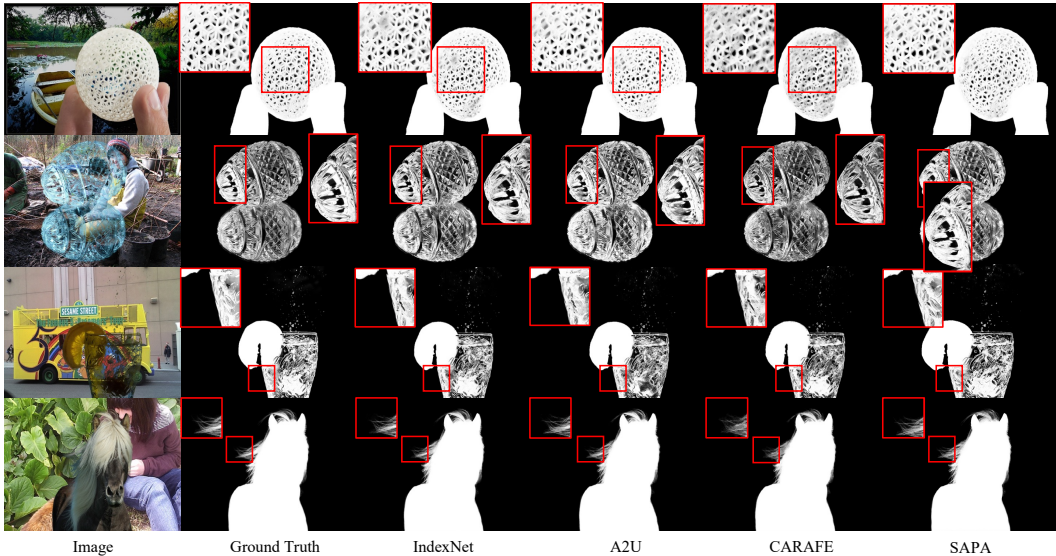 SESAME STREET
Image
Ground Truth
IndexNet
A2U
CARAFE
SAPA